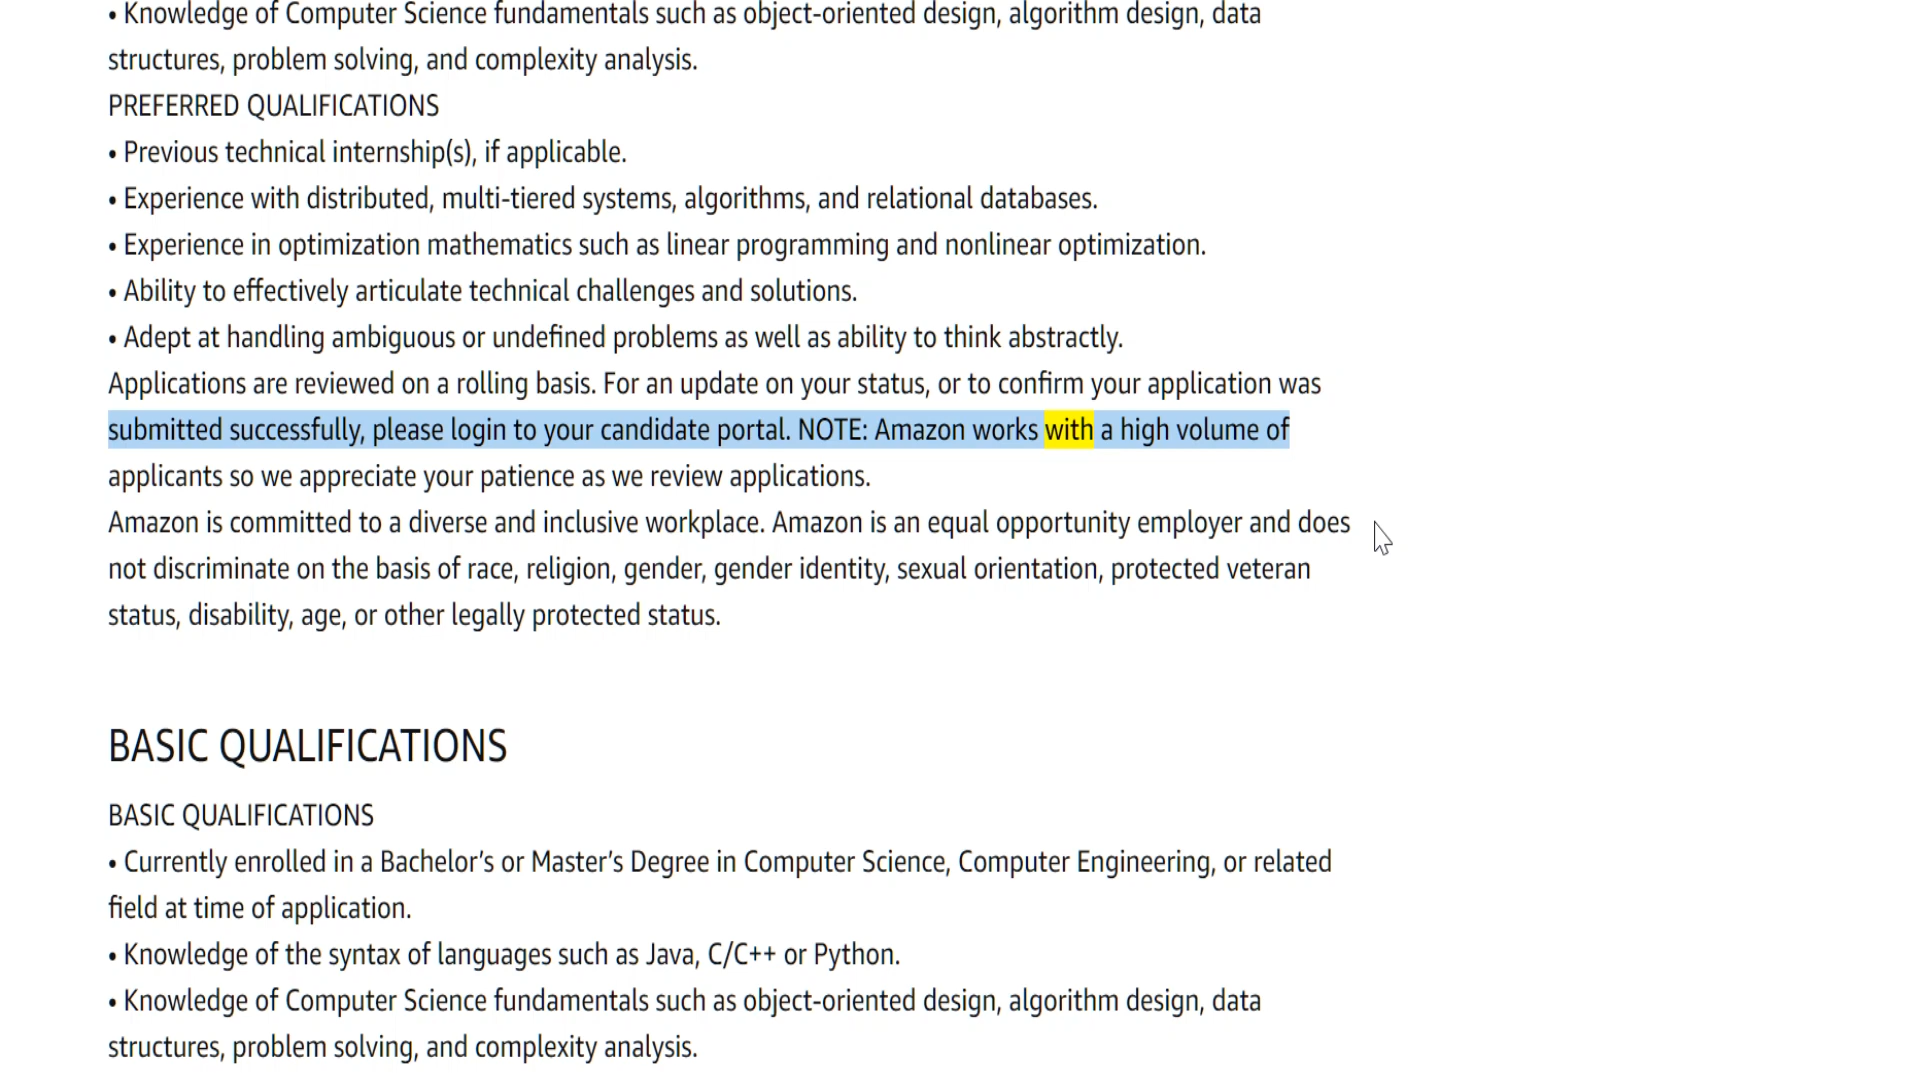 • Knowledge of Computer Science fundamentals such as object-oriented design, algorithm design, data
structures, problem solving, and complexity analysis.
PREFERRED QUALIFICATIONS
• Previous technical internship(s), if applicable.
• Experience with distributed, multi-tiered systems, algorithms, and relational databases.
• Experience in optimization mathematics such as linear programming and nonlinear optimization.
• Ability to effectively articulate technical challenges and solutions.
• Adept at handling ambiguous or undefined problems as well as ability to think abstractly.
Applications are reviewed on a rolling basis. For an update on your status, or to confirm your application was
submitted successfully, please login to your candidate portal. NOTE: Amazon works with a high volume of
applicants so we appreciate your patience as we review applications.
Amazon is committed to a diverse and inclusive workplace. Amazon is an equal opportunity employer and does
not discriminate on the basis of race, religion, gender, gender identity, sexual orientation, protected veteran
status, disability, age, or other legally protected status.
BASIC QUALIFICATIONS
BASIC QUALIFICATIONS
• Currently enrolled in a Bachelor’s or Master’s Degree in Computer Science, Computer Engineering, or related
field at time of application.
• Knowledge of the syntax of languages such as Java, C/C++ or Python.
• Knowledge of Computer Science fundamentals such as object-oriented design, algorithm design, data
structures, problem solving, and complexity analysis.